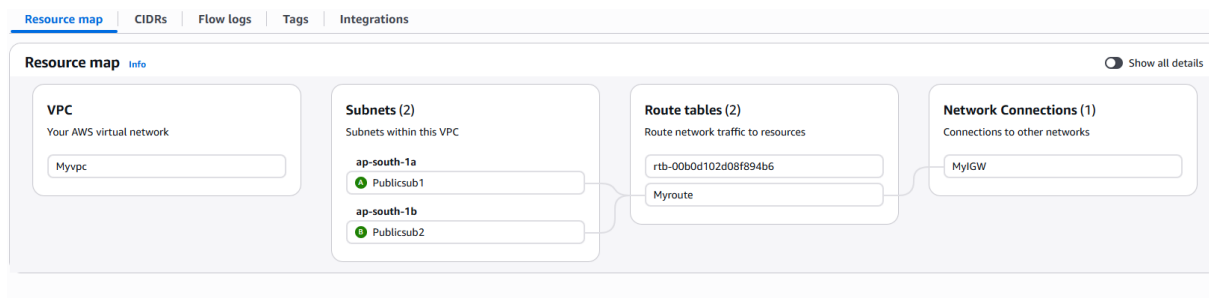 Resource map CIDRs Flow logs Tags Integrations
Resource map Info
Show all details
VPC
Your AWS virtual network
Myvpc
Subnets (2)
Subnets within this VPC
ap-south-1a
A Publicsub1
ap-south-1b
B Publicsub2
Route tables (2)
Route network traffic to resources
rtb-00b0d102d08f894b6
Myroute
Network Connections (1)
Connections to other networks
MyIGW